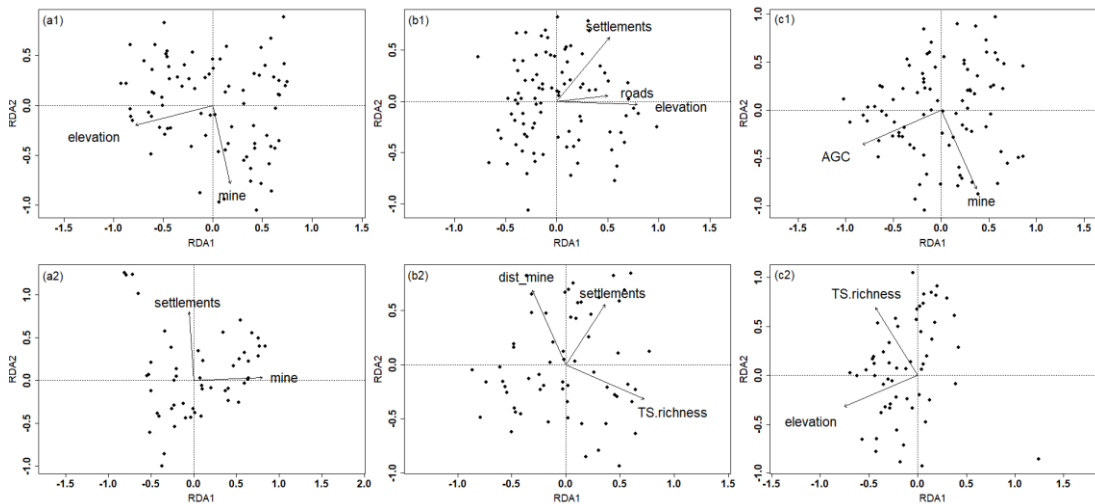 (a1)
elevation
mine
RDA2
-1.0
-0.5
0.0
0.5
-1.5
-1.0
-0.5
0.0
0.5
1.0
1.5
RDA1
(b1)
settlements
roads
elevation
RDA2
-1.0
-0.5
0.0
0.5
-1.5
-1.0
-0.5
0.0
0.5
1.0
1.5
RDA1
(c1)
AGC
mine
RDA2
-1.0
-0.5
0.0
0.5
1.0
-1.5
-1.0
-0.5
0.0
0.5
1.0
1.5
RDA1
(a2)
settlements
mine
RDA2
-1.0
-0.5
0.0
0.5
1.0
-1.5
-1.0
-0.5
0.0
0.5
1.0
1.5
2.0
RDA1
(b2)
dist_mine
settlements
TS.richness
RDA2
-1.0
-0.5
0.0
0.5
-1.5
-1.0
-0.5
0.0
0.5
1.0
1.5
RDA1
(c2)
TS.richness
elevation
RDA2
-1.0
-0.5
0.0
0.5
1.0
-1.5
-1.0
-0.5
0.0
0.5
1.0
1.5
RDA1